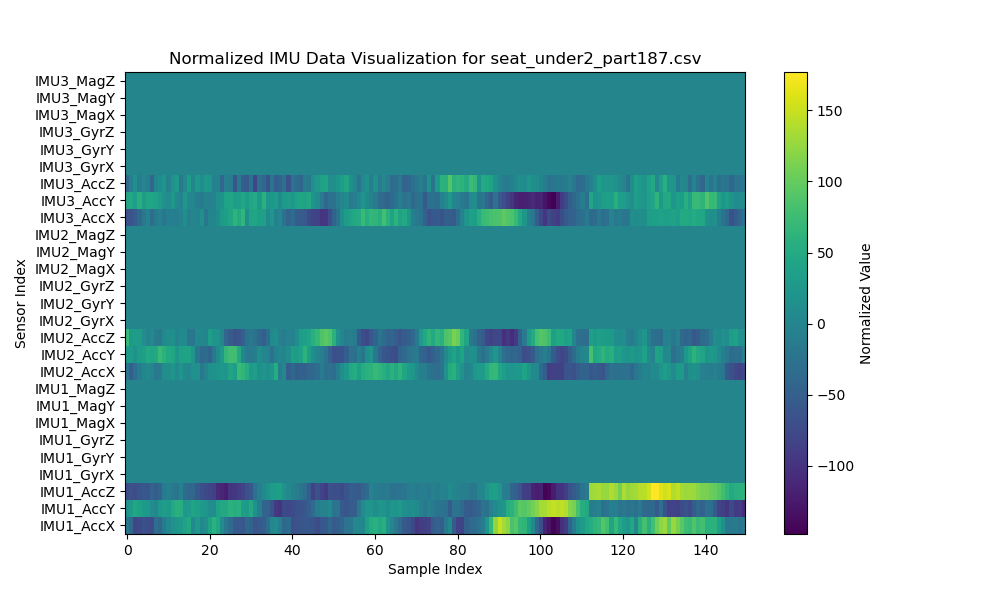 Normalized IMU Data Visualization for seat_under2_part187.csv
IMU3_MagZ
IMU3_MagY
IMU3_MagX
IMU3_GyrZ
IMU3_GyrY
IMU3_GyrX
IMU3_AccZ
IMU3_AccY
IMU3_AccX
IMU2_MagZ
IMU2_MagY
IMU2_MagX
IMU2_GyrZ
IMU2_GyrY
IMU2_GyrX
IMU2_AccZ
IMU2_AccY
IMU2_AccX
IMU1_MagZ
IMU1_MagY
IMU1_MagX
IMU1_GyrZ
IMU1_GyrY
IMU1_GyrX
IMU1_AccZ
IMU1_AccY
IMU1_AccX
Sensor Index
0 20 40 60 80 100 120 140
Sample Index
150
100
50
0
−50
−100
Normalized Value